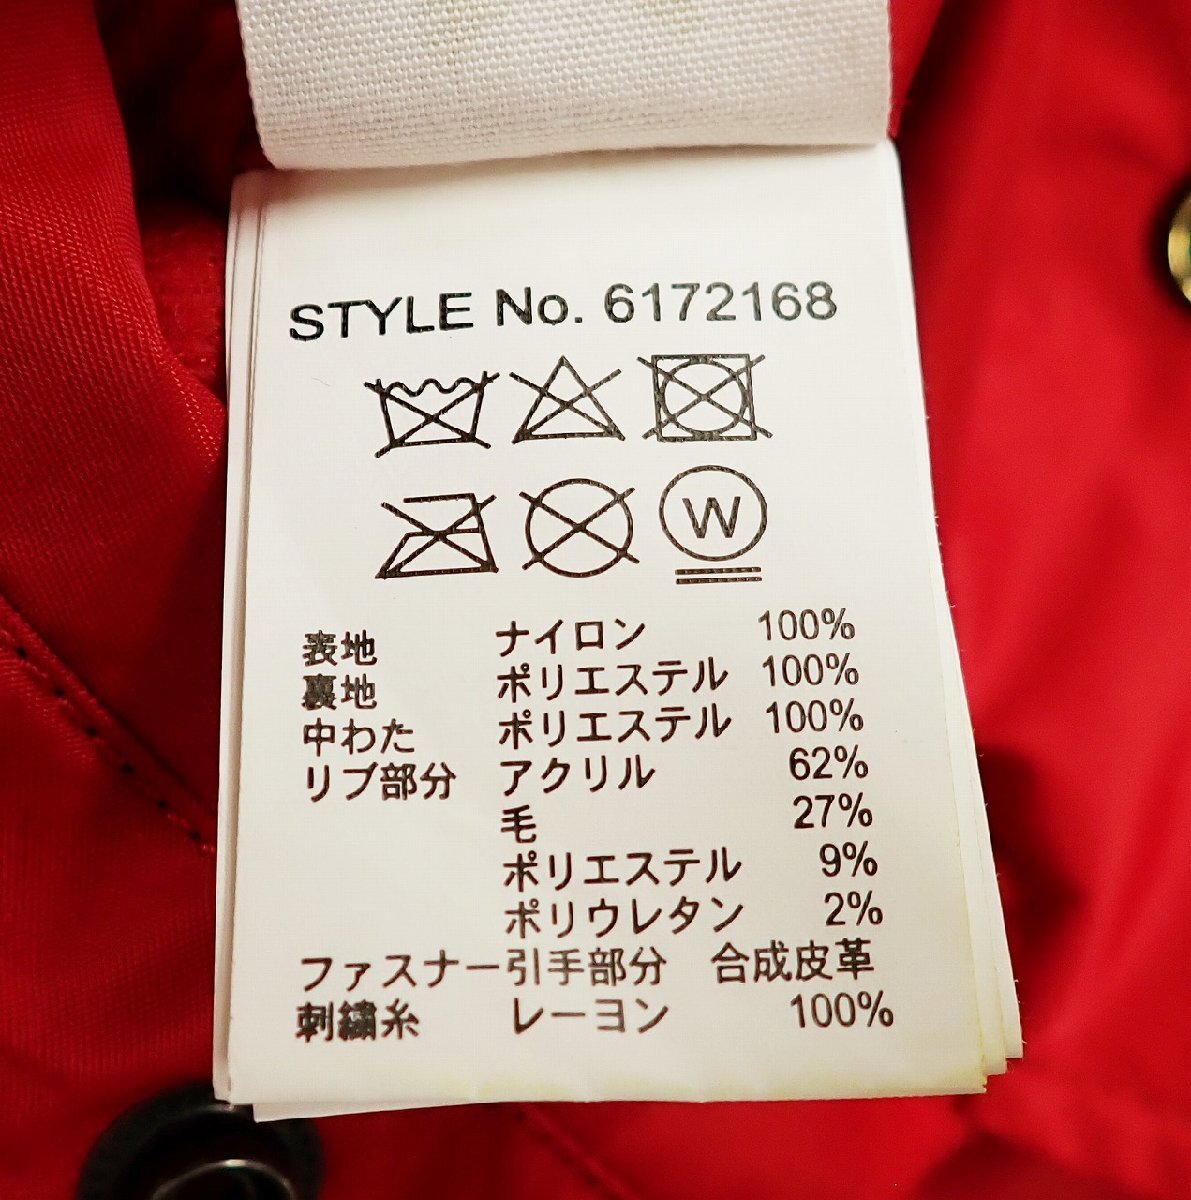 STYLE No. 6172168
W
表地 ナイロン 100%
裏地 ポリエステル 100%
中わた ポリエステル 100%
リブ部分 アクリル 62%
毛 27%
ポリエステル 9%
ポリウレタン 2%
ファスナー引手部分 合成皮革
刺繍糸 レーヨン 100%